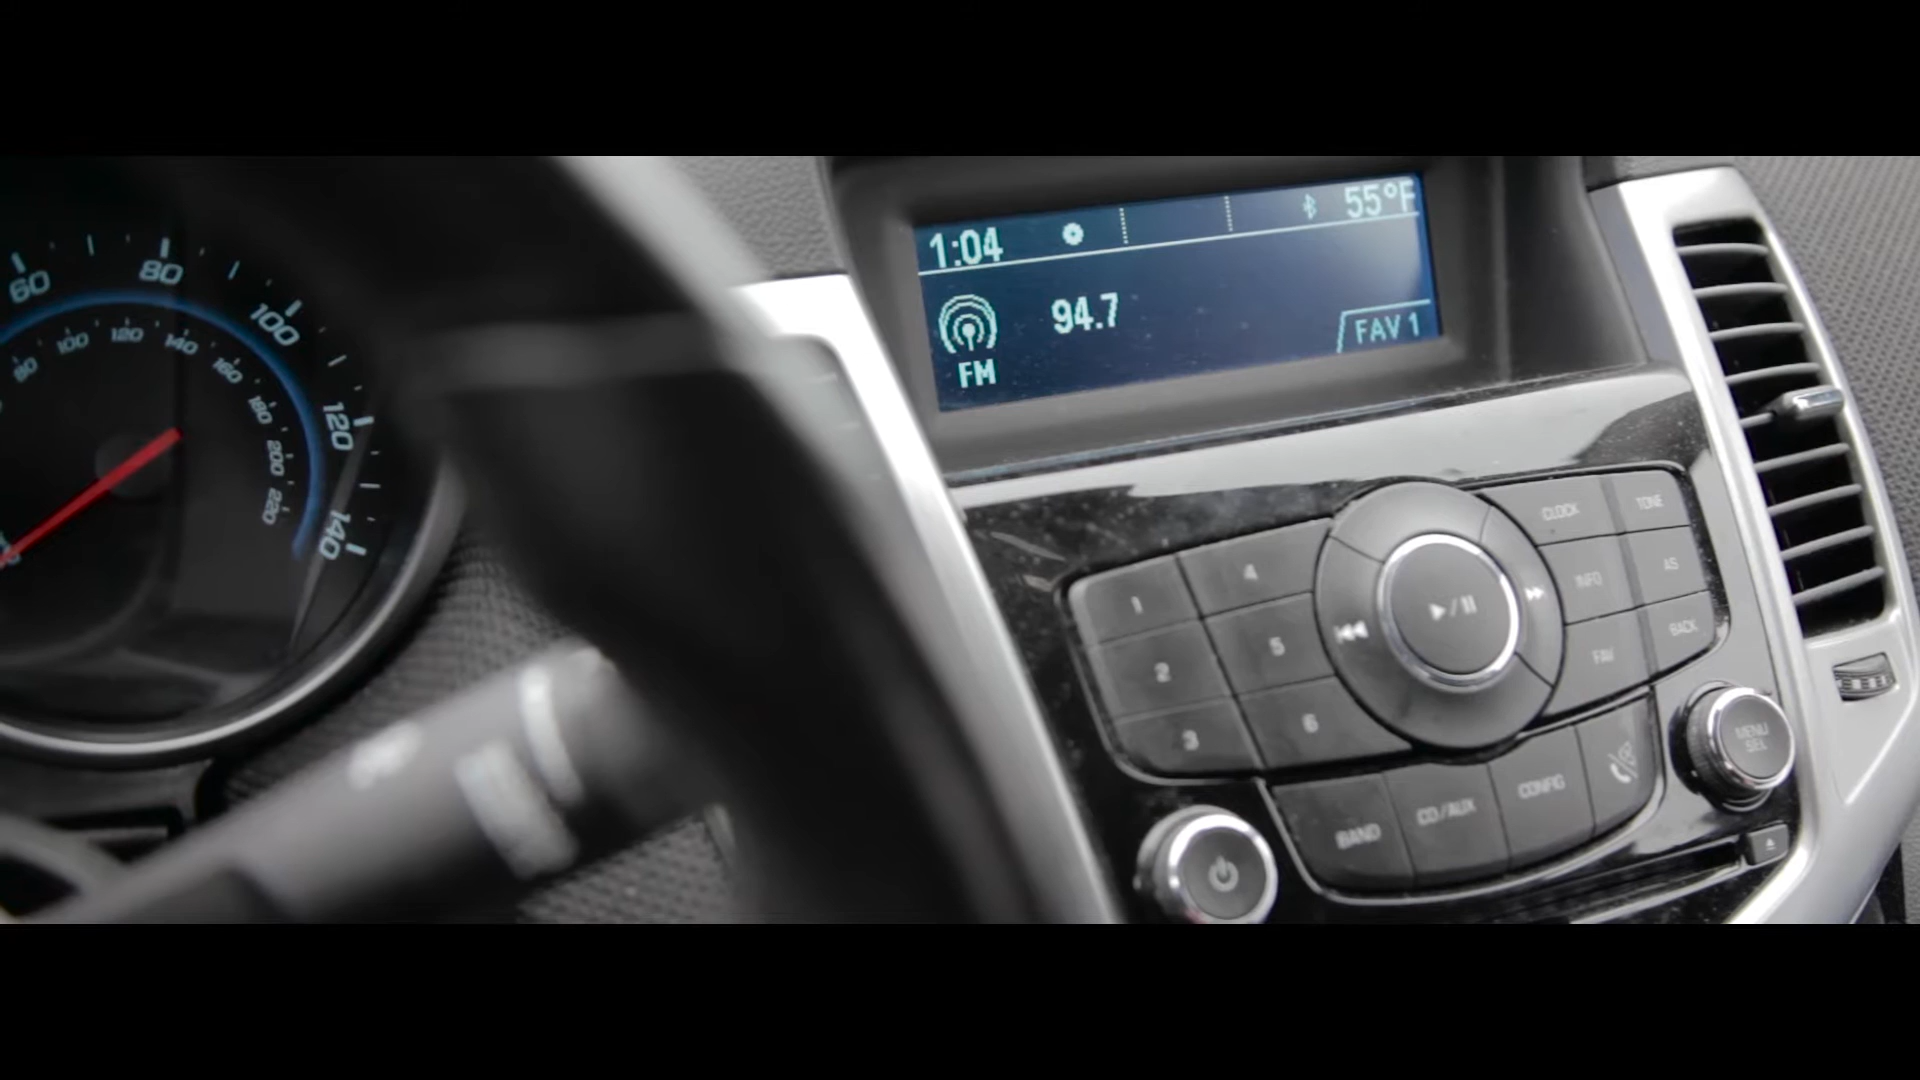 1:04 55°F
94.7
FM FAV 1
60 80 100 120 140
80 100 120 140 160 180 200 220
CLOCK TONE
1 4 INFO AS
2 5 FAV BACK
3 6
MENU
SEL
BAND CD/AUX CONFIG